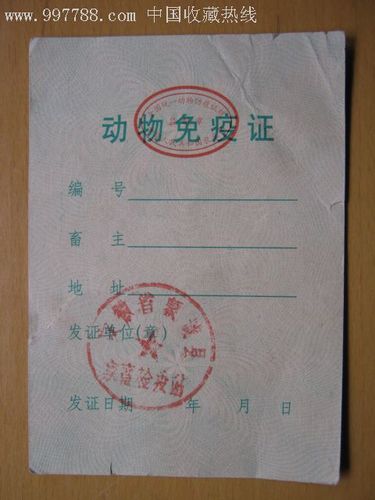 www.997788.com 中国收藏热线
动物免疫证
编 号
畜 主
地 址
发证单位(章)
发证日期 年 月 日